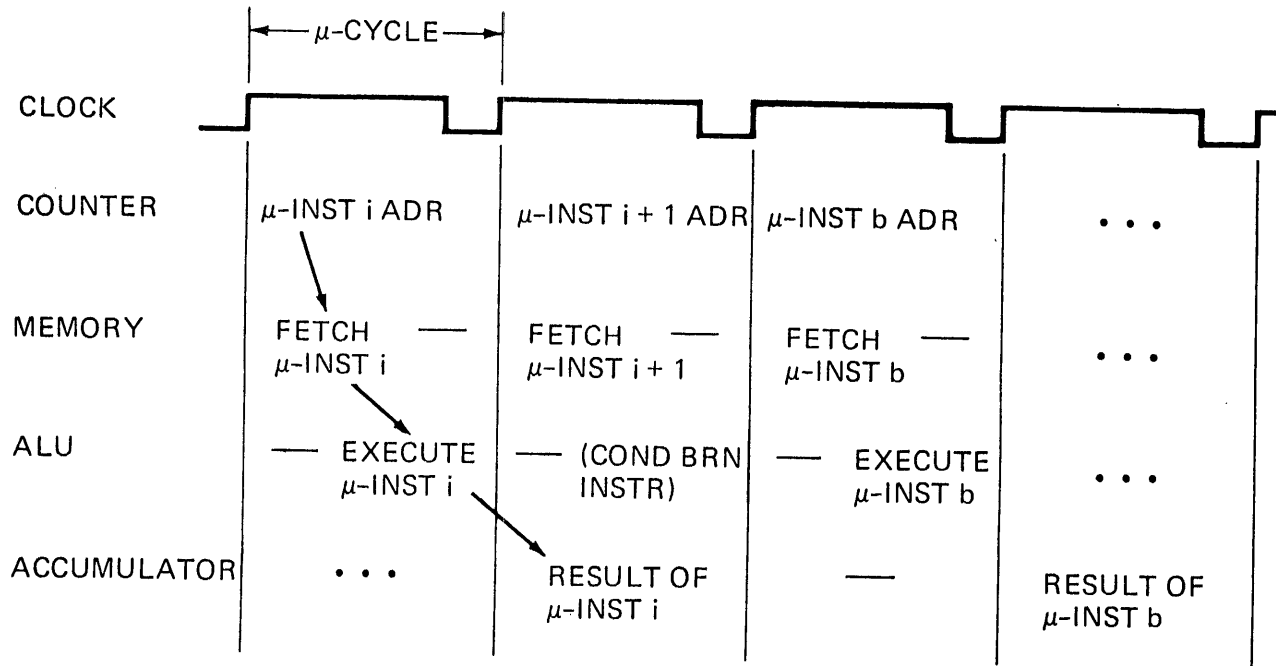 μ-CYCLE
CLOCK
COUNTER
μ-INST i ADR
μ-INST i + 1 ADR
μ-INST b ADR
• • •
MEMORY
FETCH —
μ-INST i
FETCH —
μ-INST i + 1
FETCH —
μ-INST b
• • •
ALU
— EXECUTE
μ-INST i
— (COND BRN
INSTR)
— EXECUTE
μ-INST b
• • •
ACCUMULATOR
• • •
RESULT OF
μ-INST i
—
RESULT OF
μ-INST b